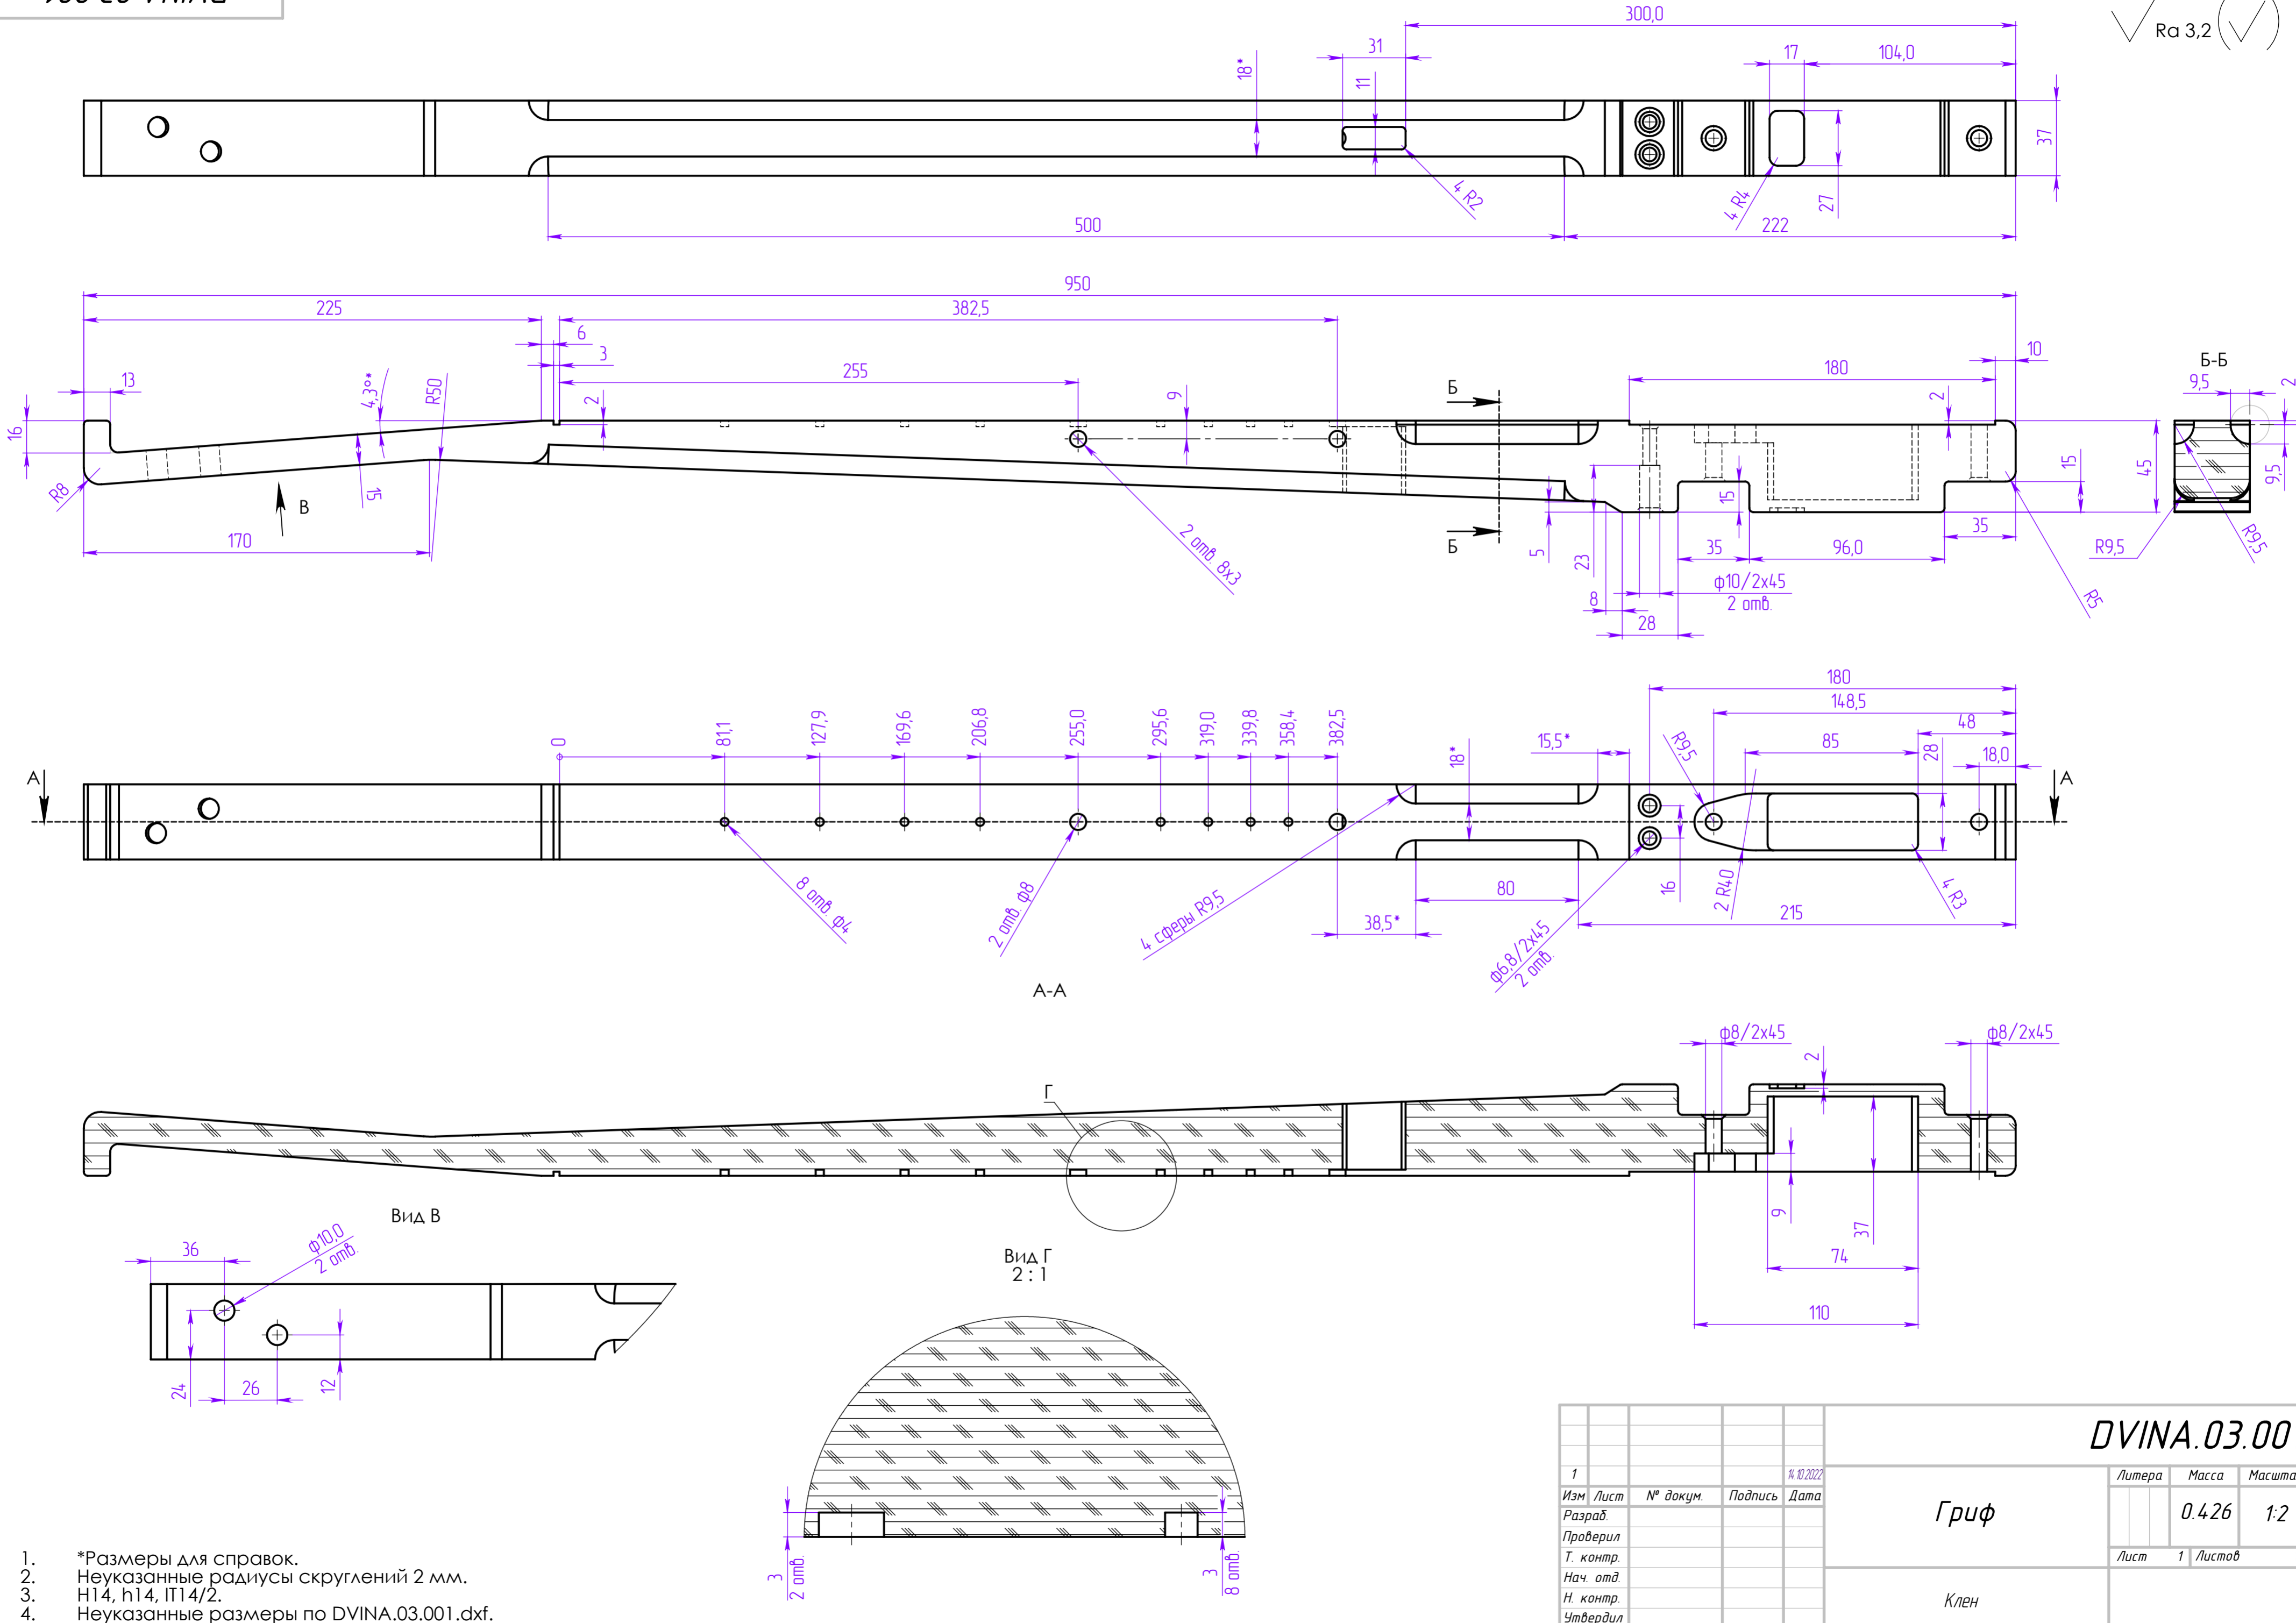 300,0
Ra 3,2
31
17
104,0
18*
11
37
4 R2
4 R4
27
500
222
950
225
382,5
6
3
255
180
10
Б-Б
13
4,3°*
R50
2
9
Б
2
9,5
2
16
45
15
9,5
R8
15
В
15
2 отв. 8x3
Б
5
23
35
96,0
35
R9,5
R9,5
170
ф10/2x45
2 отв.
8
28
R5
180
148,5
0
81,1
127,9
169,6
206,8
255,0
295,6
319,0
339,8
358,4
382,5
18*
15,5*
R9,5
85
48
28
18,0
А
А
8 отв. ф4
2 отв. ф8
4 сферы R9,5
80
38,5*
16
2 R40
4 R3
215
ф6,8/2x45
2 отв.
А-А
ф8/2x45
2
ф8/2x45
Г
9
37
74
110
Вид В
36
ф10,0
2 отв.
24
26
12
Вид Г
2 : 1
3
2 отв.
3
8 отв.
1. *Размеры для справок.
2. Неуказанные радиусы скруглений 2 мм.
3. H14, h14, IT14/2.
4. Неуказанные размеры по DVINA.03.001.dxf.
DVINA.03.00
1 14.10.2022
Изм Лист № докум. Подпись Дата
Разраб.
Проверил
Т. контр.
Нач. отд.
Н. контр.
Утвердил
Гриф
Литера Масса Масшта
0.426 1:2
Лист 1 Листов
Клен